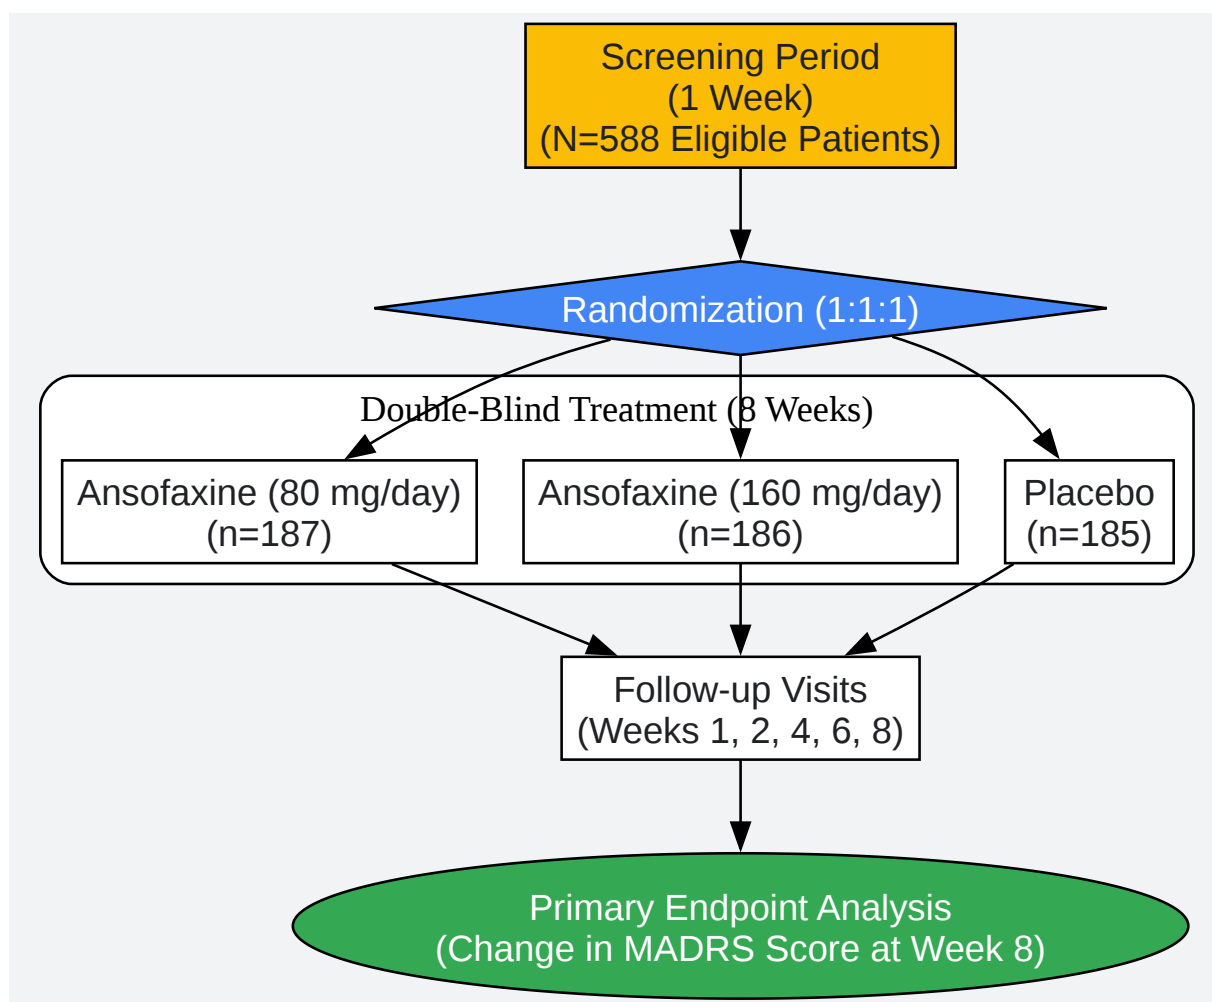 Screening Period
(1 Week)
(N=588 Eligible Patients)
Randomization (1:1:1)
Double-Blind Treatment (8 Weeks)
Ansofaxine (80 mg/day)
(n=187)
Ansofaxine (160 mg/day)
(n=186)
Placebo
(n=185)
Follow-up Visits
(Weeks 1, 2, 4, 6, 8)
Primary Endpoint Analysis
(Change in MADRS Score at Week 8)